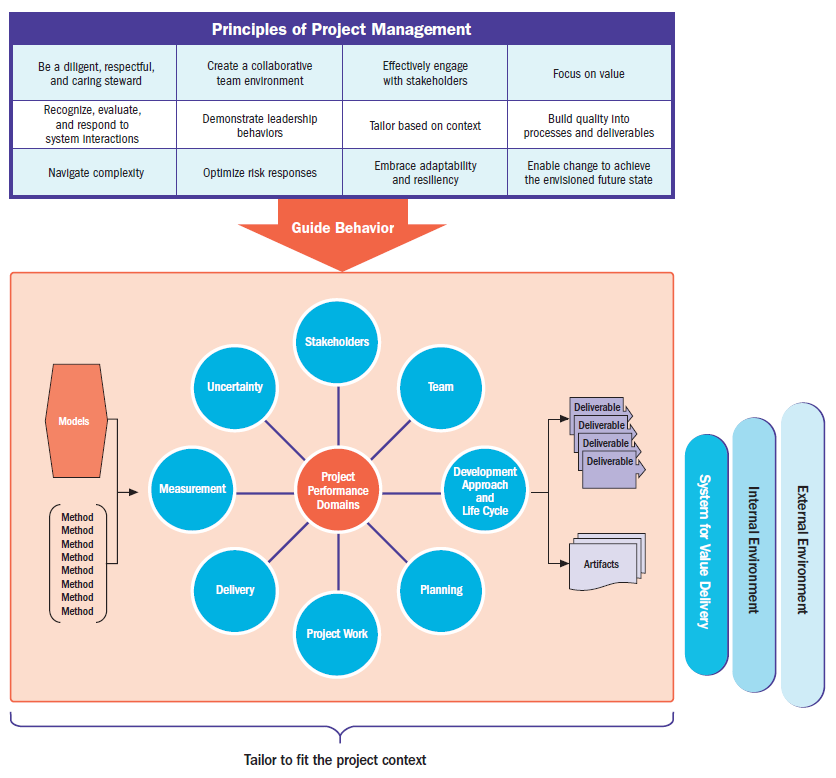 Principles of Project Management
Be a diligent, respectful,
and caring steward
Create a collaborative
team environment
Effectively engage
with stakeholders
Focus on value
Recognize, evaluate,
and respond to
system interactions
Demonstrate leadership
behaviors
Tailor based on context
Build quality into
processes and deliverables
Navigate complexity
Optimize risk responses
Embrace adaptability
and resiliency
Enable change to achieve
the envisioned future state
Guide Behavior
Models
Method
Method
Method
Method
Method
Method
Method
Method
Stakeholders
Team
Development
Approach
and
Life Cycle
Planning
Project Work
Delivery
Measurement
Uncertainty
Project
Performance
Domains
Deliverable
Deliverable
Deliverable
Deliverable
Artifacts
System for Value Delivery
Internal Environment
External Environment
Tailor to fit the project context